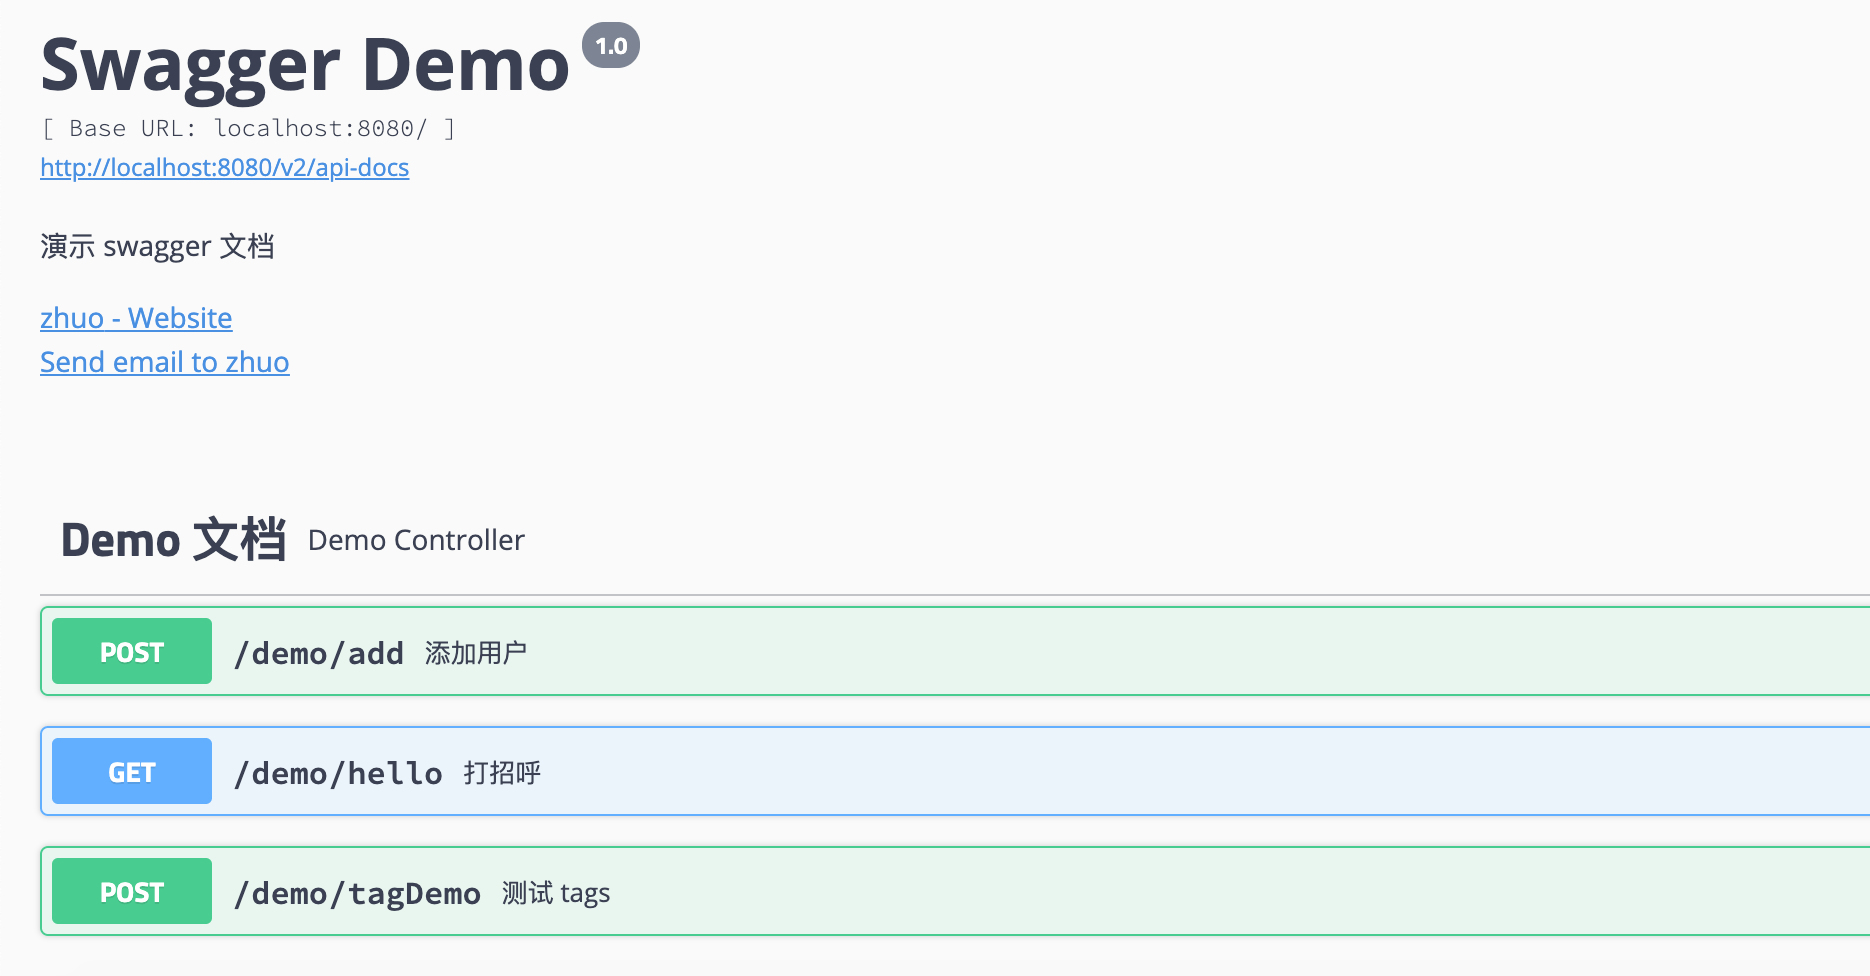 Swagger Demo 1.0
[ Base URL: localhost:8080/ ]
http://localhost:8080/v2/api-docs
演示 swagger 文档
zhuo - Website
Send email to zhuo
Demo 文档 Demo Controller
POST /demo/add 添加用户
GET /demo/hello 打招呼
POST /demo/tagDemo 测试 tags